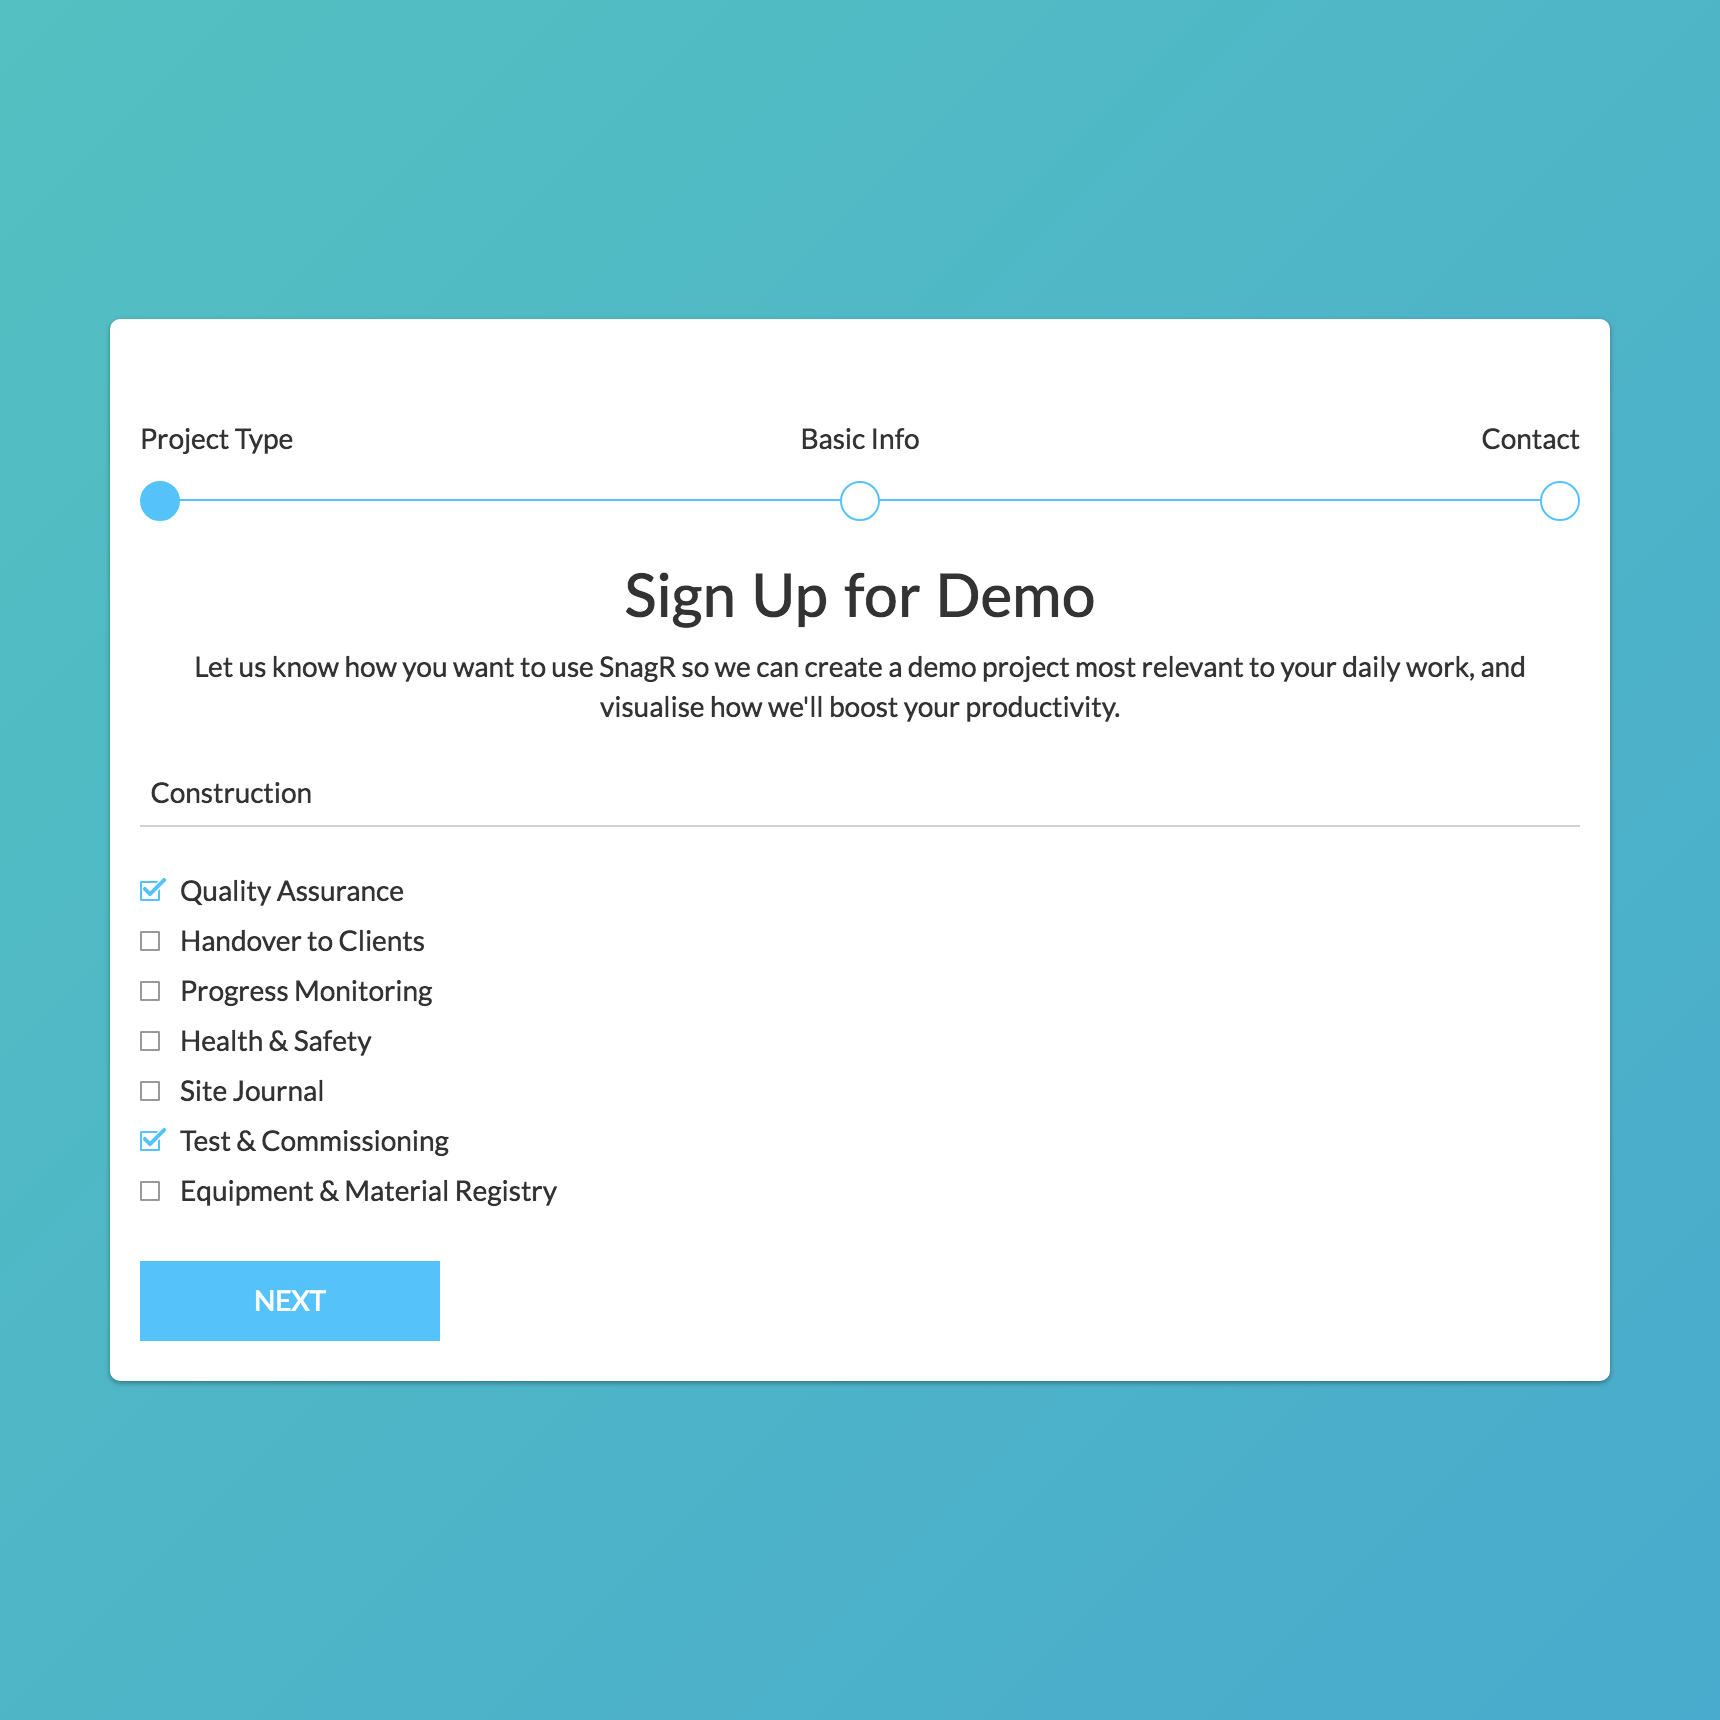 Project Type
Basic Info
Contact
Sign Up for Demo
Let us know how you want to use SnagR so we can create a demo project most relevant to your daily work, and
visualise how we'll boost your productivity.
Construction
Quality Assurance
Handover to Clients
Progress Monitoring
Health & Safety
Site Journal
Test & Commissioning
Equipment & Material Registry
NEXT